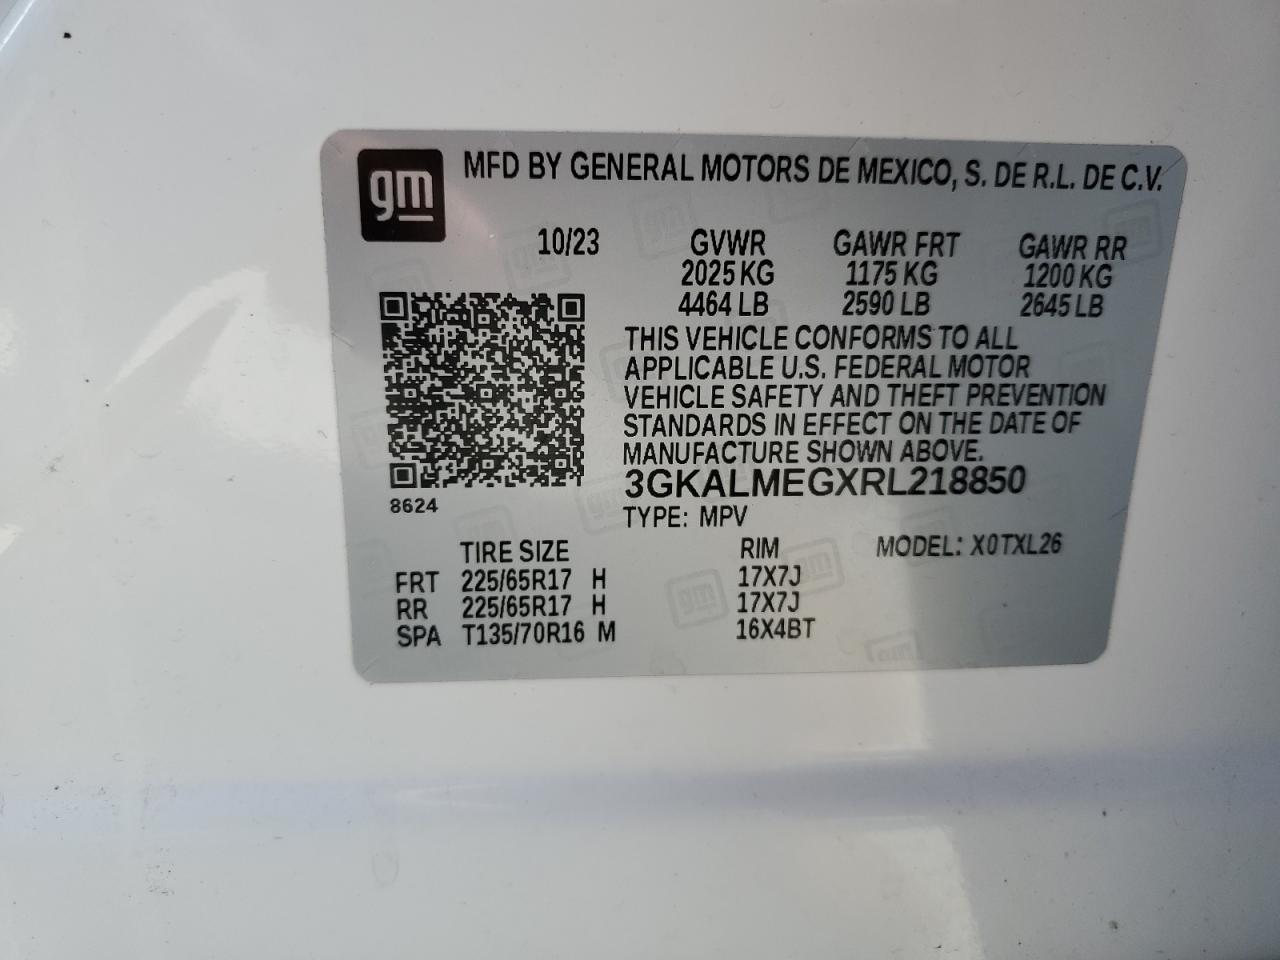 gm MFD BY GENERAL MOTORS DE MEXICO, S. DE R.L. DE C.V.
10/23 GVWR GAWR FRT GAWR RR
2025 KG 1175 KG 1200 KG
4464 LB 2590 LB 2645 LB
THIS VEHICLE CONFORMS TO ALL
APPLICABLE U.S. FEDERAL MOTOR
VEHICLE SAFETY AND THEFT PREVENTION
STANDARDS IN EFFECT ON THE DATE OF
MANUFACTURE SHOWN ABOVE.
3GKALMEGXRL218850
8624
TYPE: MPV
TIRE SIZE RIM MODEL: X0TXL26
FRT 225/65R17 H 17X7J
RR 225/65R17 H 17X7J
SPA T135/70R16 M 16X4BT